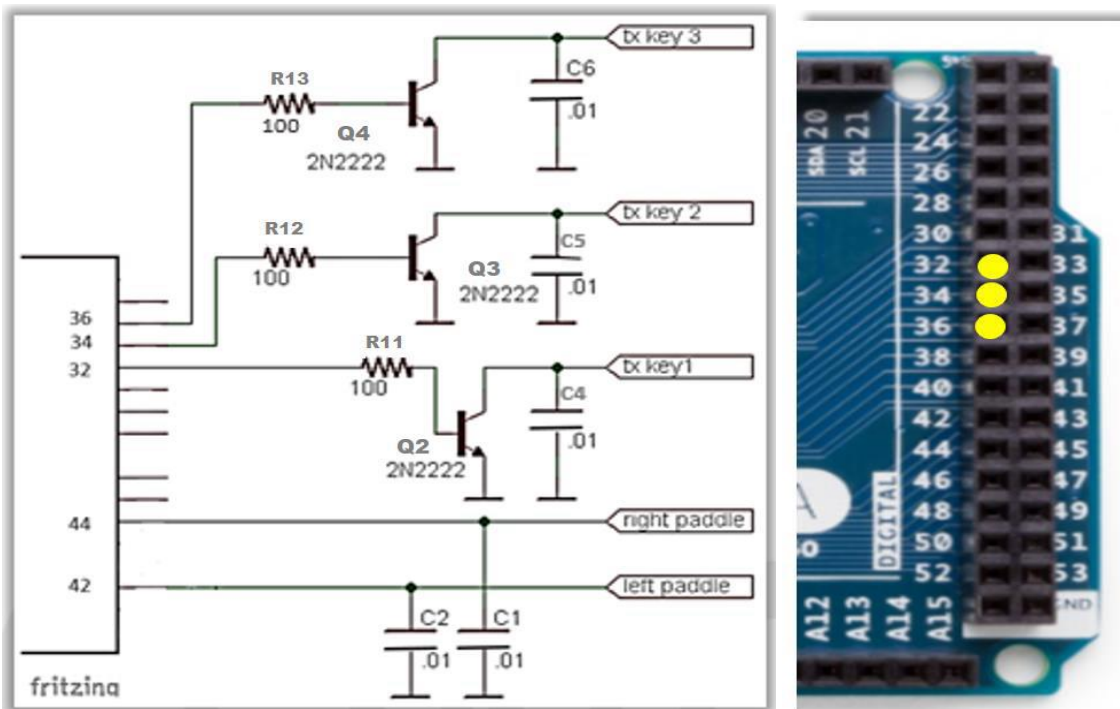 tx key 3
R13
C6
100
.01
Q4
2N2222
tx key 2
R12
C5
100
Q3
.01
2N2222
36
34
R11
tx key1
32
100
C4
Q2
.01
2N2222
44
right paddle
42
left paddle
C2
C1
.01
.01
fritzing
SDA 20
SCL 21
22
24
26
28
30 31
32 33
34 35
36 37
38 39
40 41
42 43
44 45
46 47
48 49
50 51
52 53
DIGITAL
GND
A12
A13
A14
A15